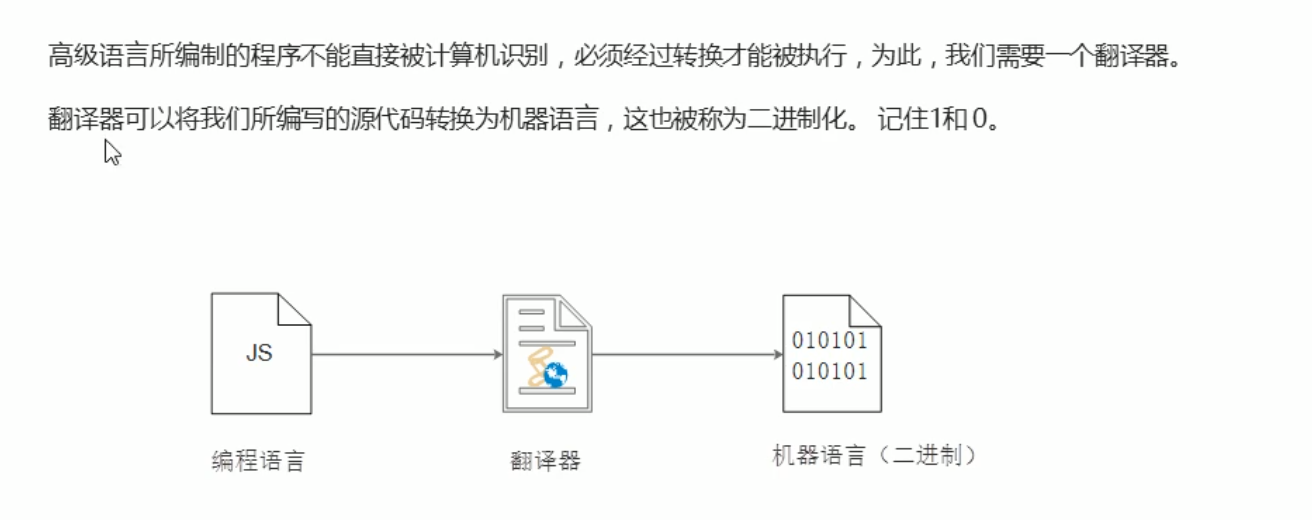 高级语言所编制的程序不能直接被计算机识别，必须经过转换才能被执行，为此，我们需要一个翻译器。
翻译器可以将我们所编写的源代码转换为机器语言，这也被称为二进制化。 记住1和 0。
JS
010101
010101
编程语言
翻译器
机器语言（二进制）